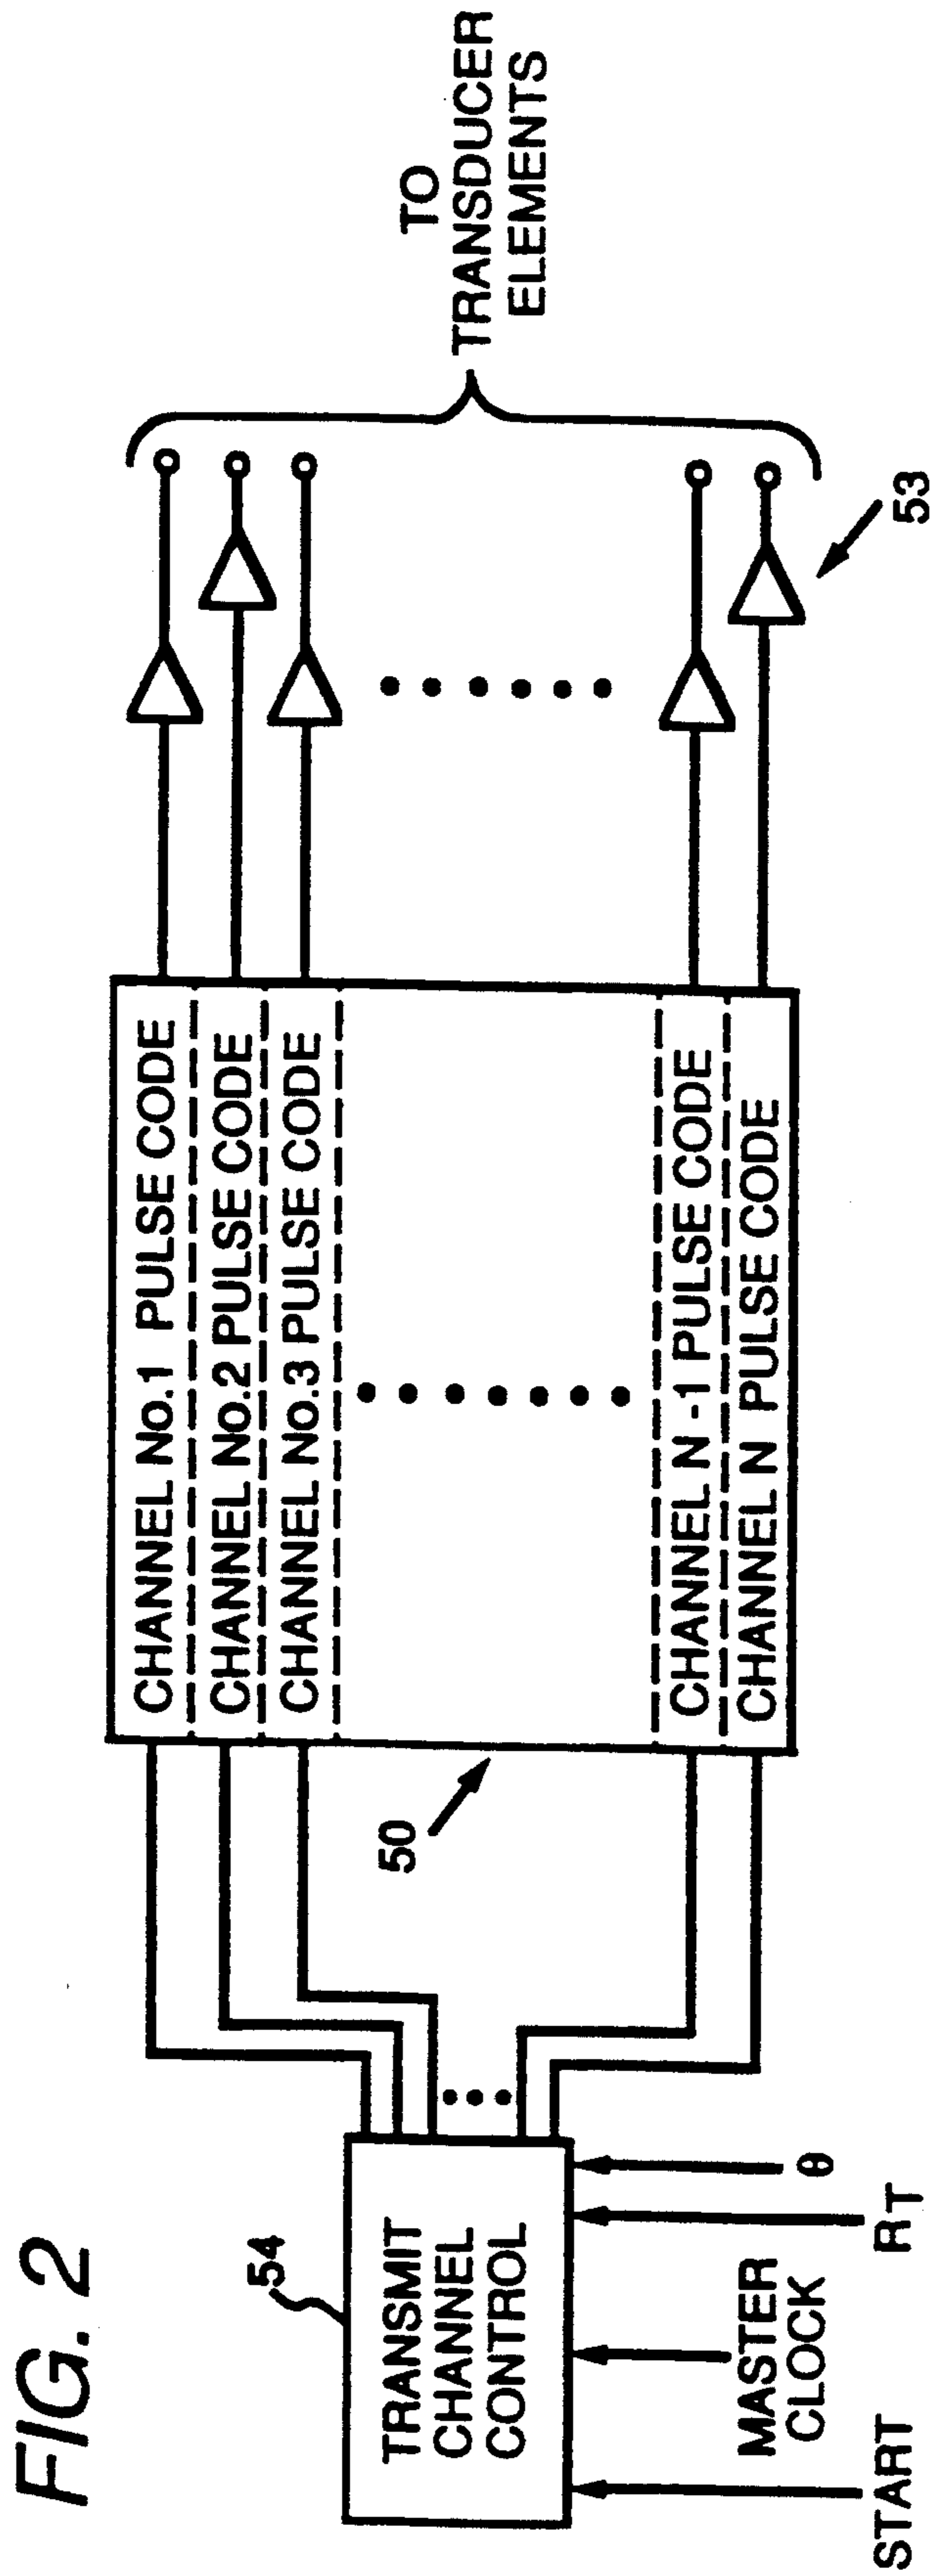 FIG. 2
54
TRANSMIT
CHANNEL
CONTROL
START
MASTER
CLOCK
RT
θ
50
CHANNEL No.1 PULSE CODE
CHANNEL No.2 PULSE CODE
CHANNEL No.3 PULSE CODE
CHANNEL N -1 PULSE CODE
CHANNEL N PULSE CODE
53
TO
TRANSDUCER
ELEMENTS